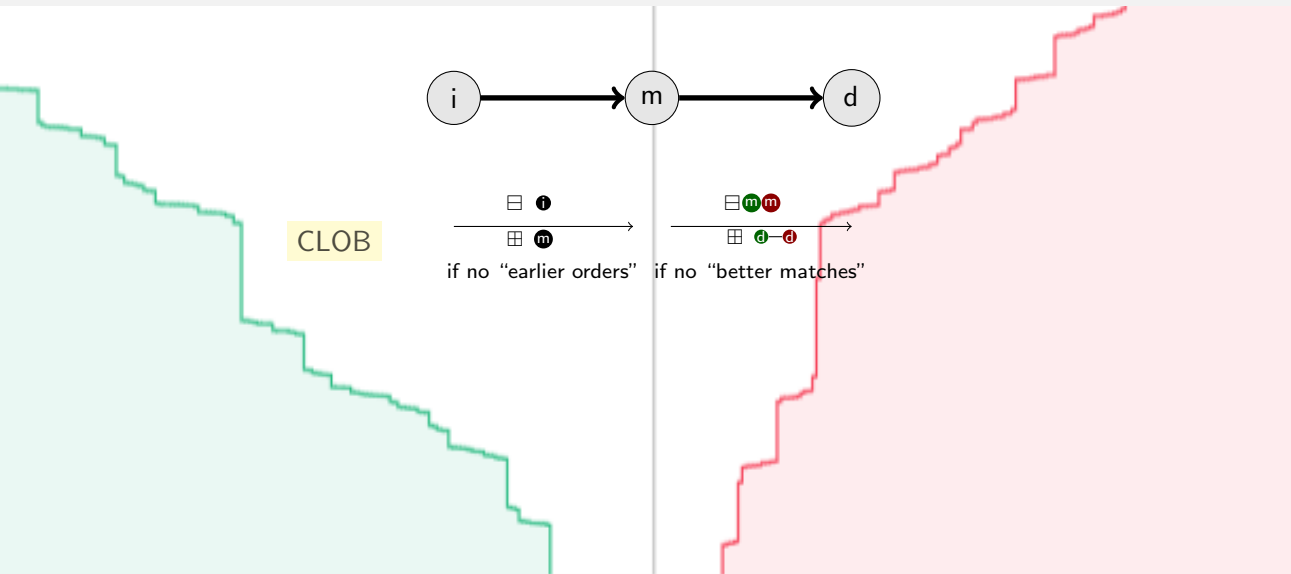 i m d
⊟ i ⊟ m m
CLOB
⊞ m ⊞ d—d
if no “earlier orders” if no “better matches”